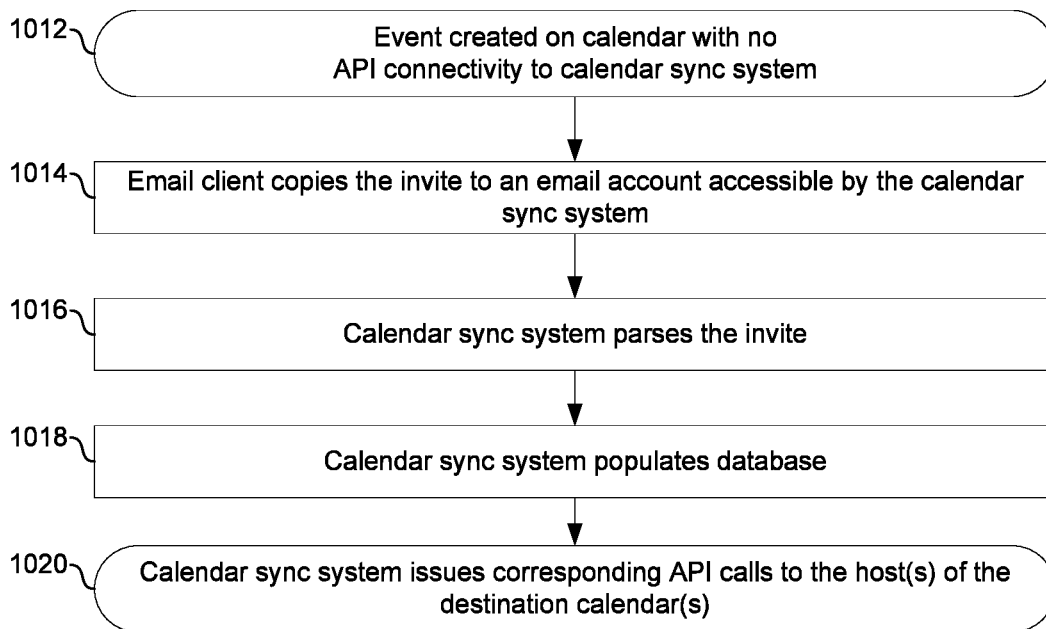 1012
Event created on calendar with no
API connectivity to calendar sync system
1014
Email client copies the invite to an email account accessible by the calendar
sync system
1016
Calendar sync system parses the invite
1018
Calendar sync system populates database
1020
Calendar sync system issues corresponding API calls to the host(s) of the
destination calendar(s)